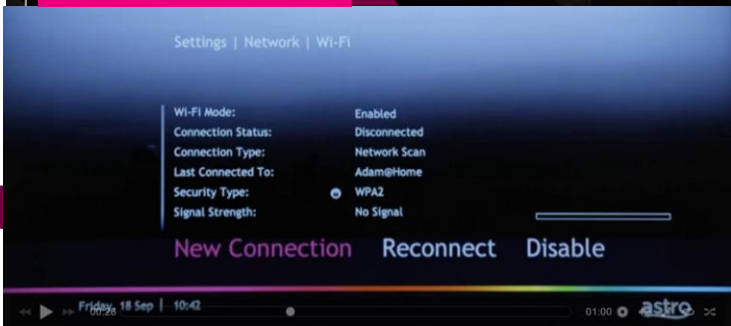 Settings | Network | Wi-Fi
Wi-Fi Mode: Enabled
Connection Status: Disconnected
Connection Type: Network Scan
Last Connected To: Adam@Home
Security Type: WPA2
Signal Strength: No Signal
New Connection Reconnect Disable
Friday, 18 Sep | 10:42
00:26
01:00
astro